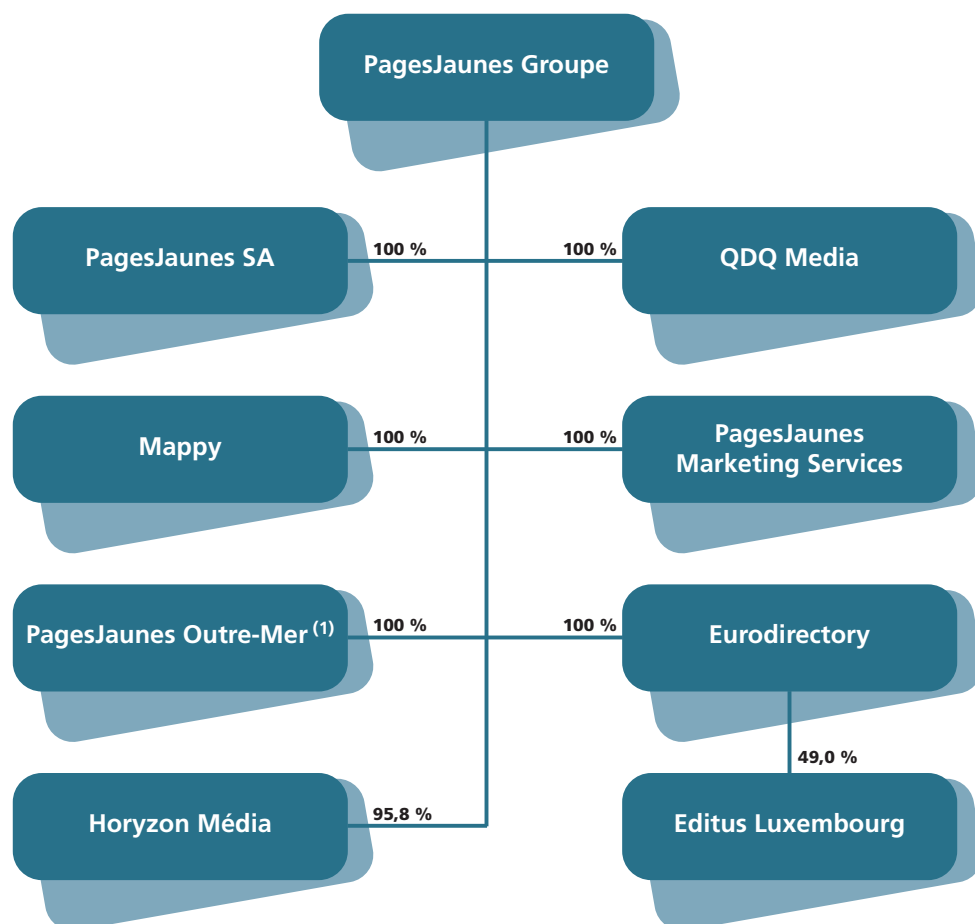 PagesJaunes Groupe
PagesJaunes SA
100 %
100 %
QDQ Media
Mappy
100 %
100 %
PagesJaunes
Marketing Services
PagesJaunes Outre-Mer (1)
100 %
100 %
Eurodirectory
49,0 %
Horyzon Média
95,8 %
Editus Luxembourg